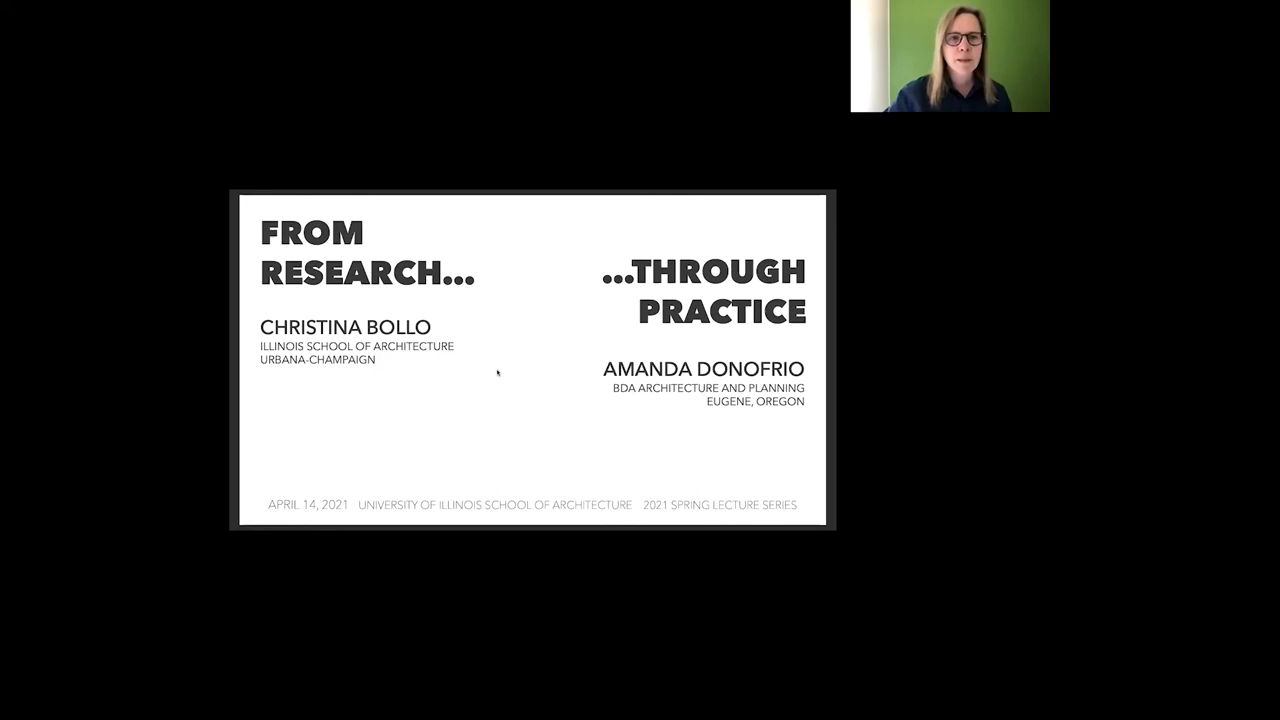 FROM
RESEARCH...
CHRISTINA BOLLO
ILLINOIS SCHOOL OF ARCHITECTURE
URBANA-CHAMPAIGN
...THROUGH
PRACTICE
AMANDA DONOFRIO
BDA ARCHITECTURE AND PLANNING
EUGENE, OREGON
APRIL 14, 2021 UNIVERSITY OF ILLINOIS SCHOOL OF ARCHITECTURE 2021 SPRING LECTURE SERIES